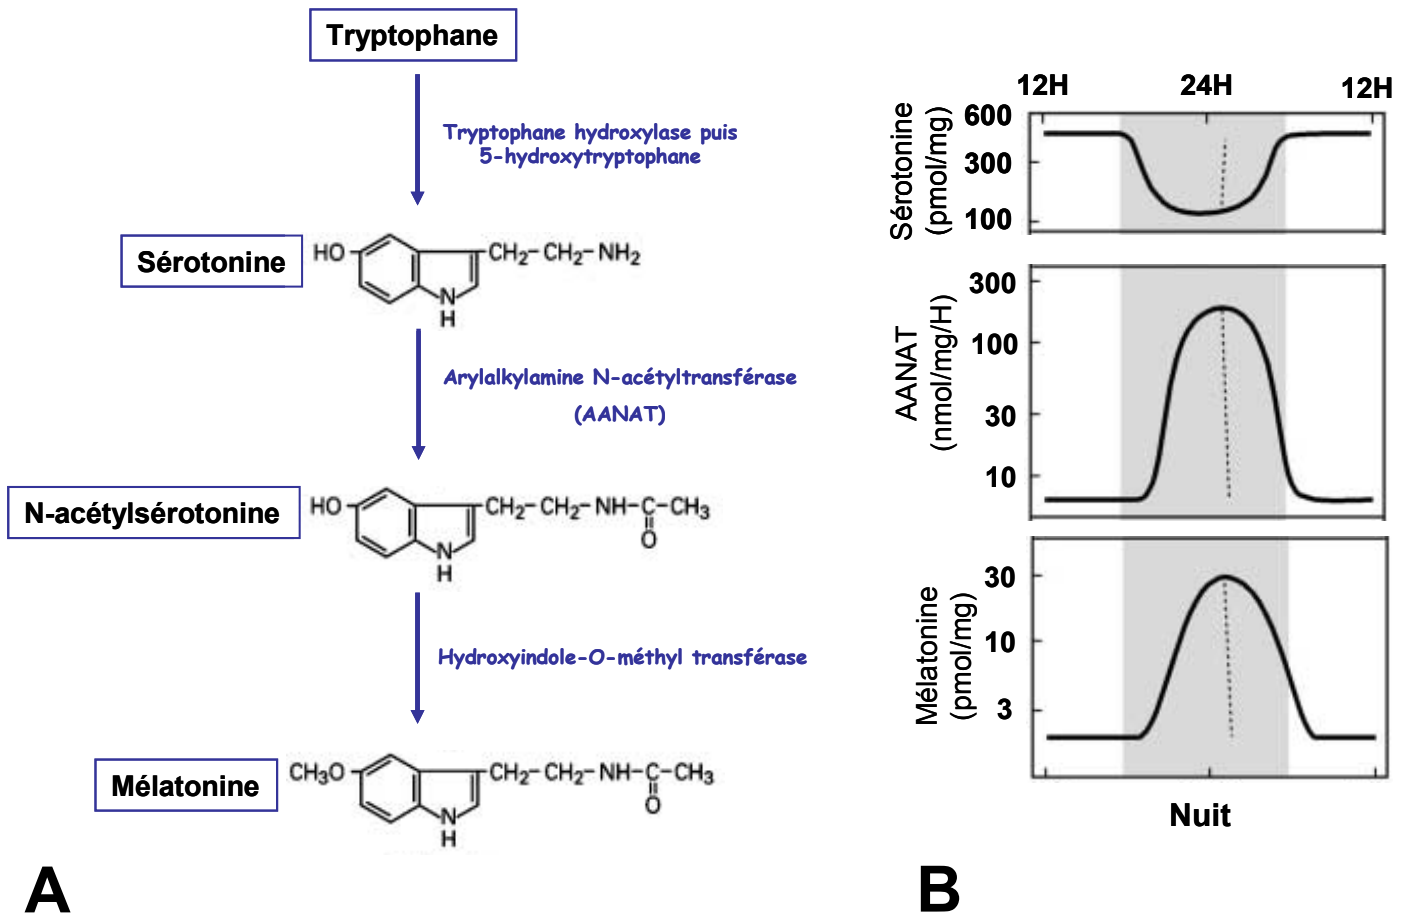 Tryptophane
Tryptophane hydroxylase puis
5-hydroxytryptophane
Sérotonine
HO
CH2-CH2-NH2
N
H
Arylalkylamine N-acétyltransférase
(AANAT)
N-acétylsérotonine
HO
CH2-CH2-NH-C-CH3
O
N
H
Hydroxyindole-O-méthyl transférase
Mélatonine
CH3O
CH2-CH2-NH-C-CH3
O
N
H
A
12H 24H 12H
Sérotonine
(pmol/mg)
600
300
100
AANAT
(nmol/mg/H)
300
100
30
10
Mélatonine
(pmol/mg)
30
10
3
Nuit
B